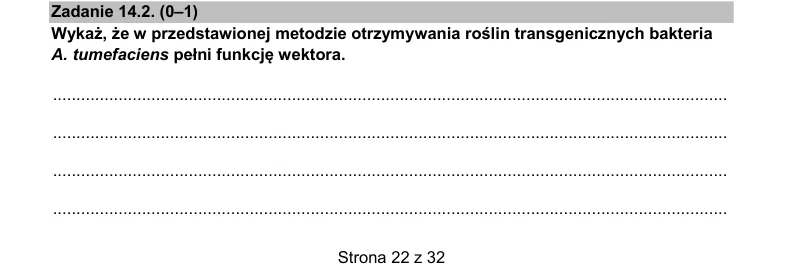 Zadanie 14.2. (0–1)
Wykaż, że w przedstawionej metodzie otrzymywania roślin transgenicznych bakteria
A. tumefaciens pełni funkcję wektora.
Strona 22 z 32